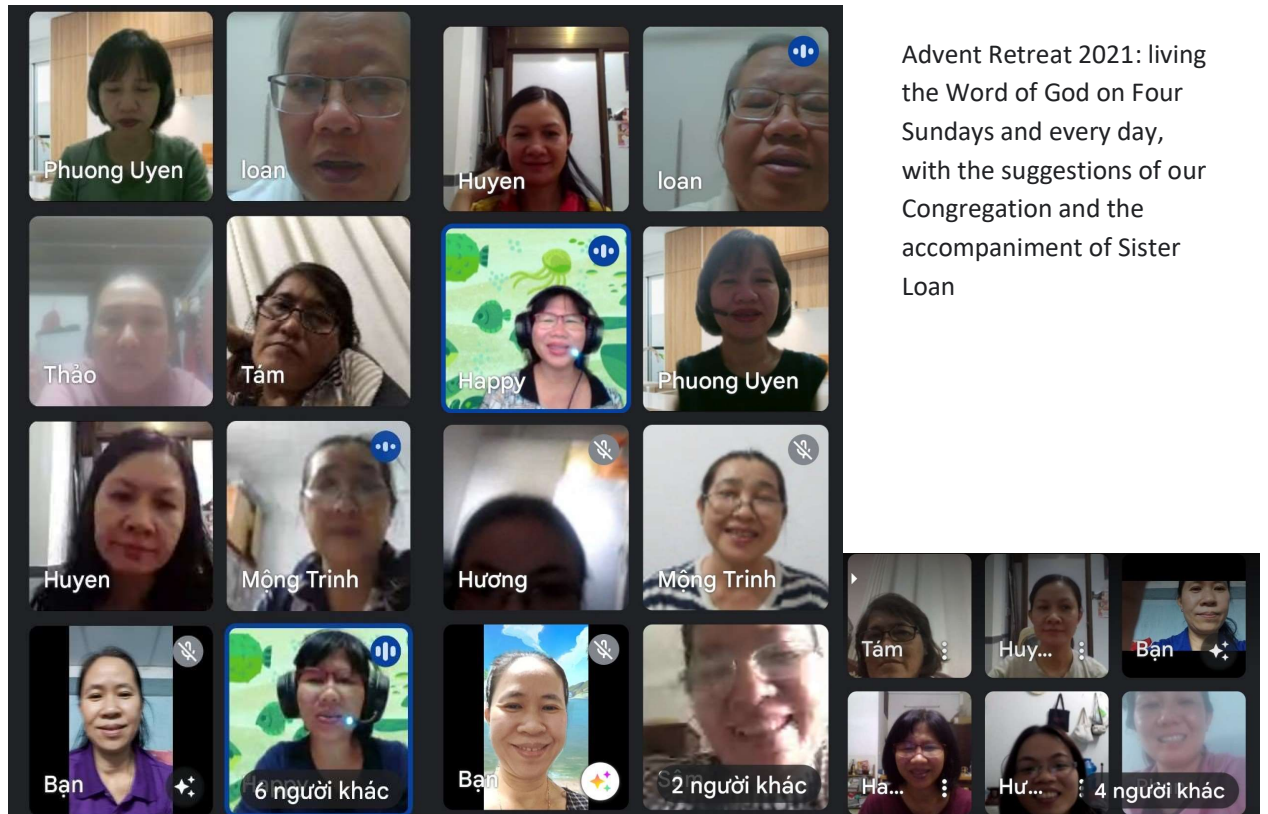 Phuong Uyen
loan
Thảo
Tám
Huyen
Mộng Trinh
Bạn
Happy
6 người khác
Huyen
loan
Happy
Phuong Uyen
Hương
Mộng Trinh
Bạn
2 người khác
Advent Retreat 2021: living
the Word of God on Four
Sundays and every day,
with the suggestions of our
Congregation and the
accompaniment of Sister
Loan
Tám
Huy...
Bạn
Ha...
Hư...
4 người khác